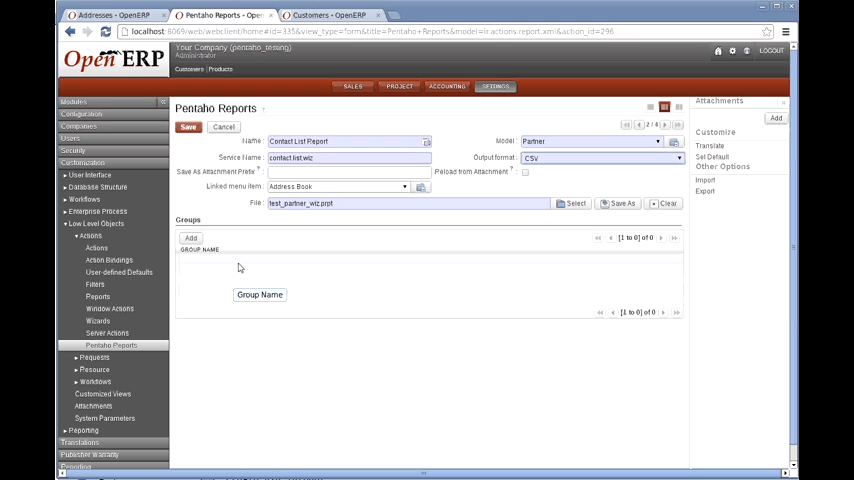 Addresses - OpenERP
Pentaho Reports - Open
Customers - OpenERP
localhost:8069/web/webclient/home#id=335&view_type=form&title=Pentaho+Reports&model=ir.actions.report.xml&action_id=296
Open ERP
Your Company (pentaho_testing)
Administrator
Customers Products
LOGOUT
SALES PROJECT ACCOUNTING SETTINGS
Modules
Configuration
Companies
Users
Security
Customization
User Interface
Database Structure
Workflows
Enterprise Process
Low Level Objects
Actions
Actions
Action Bindings
User-defined Defaults
Filters
Reports
Window Actions
Wizards
Server Actions
Pentaho Reports
Requests
Resource
Workflows
Customized Views
Attachments
System Parameters
Reporting
Translations
Publisher Warranty
Reporting
Pentaho Reports
Save Cancel
2 / 4
Name : Contact List Report
Model : Partner
Service Name : contact.list.wiz
Output format : CSV
Save As Attachment Prefix ? :
Reload from Attachment ? :
Linked menu item : Address Book
File : test_partner_wiz.prpt
Select Save As Clear
Groups
Add
[1 to 0] of 0
GROUP NAME
Group Name
[1 to 0] of 0
Attachments
Add
Customize
Translate
Set Default
Other Options
Import
Export